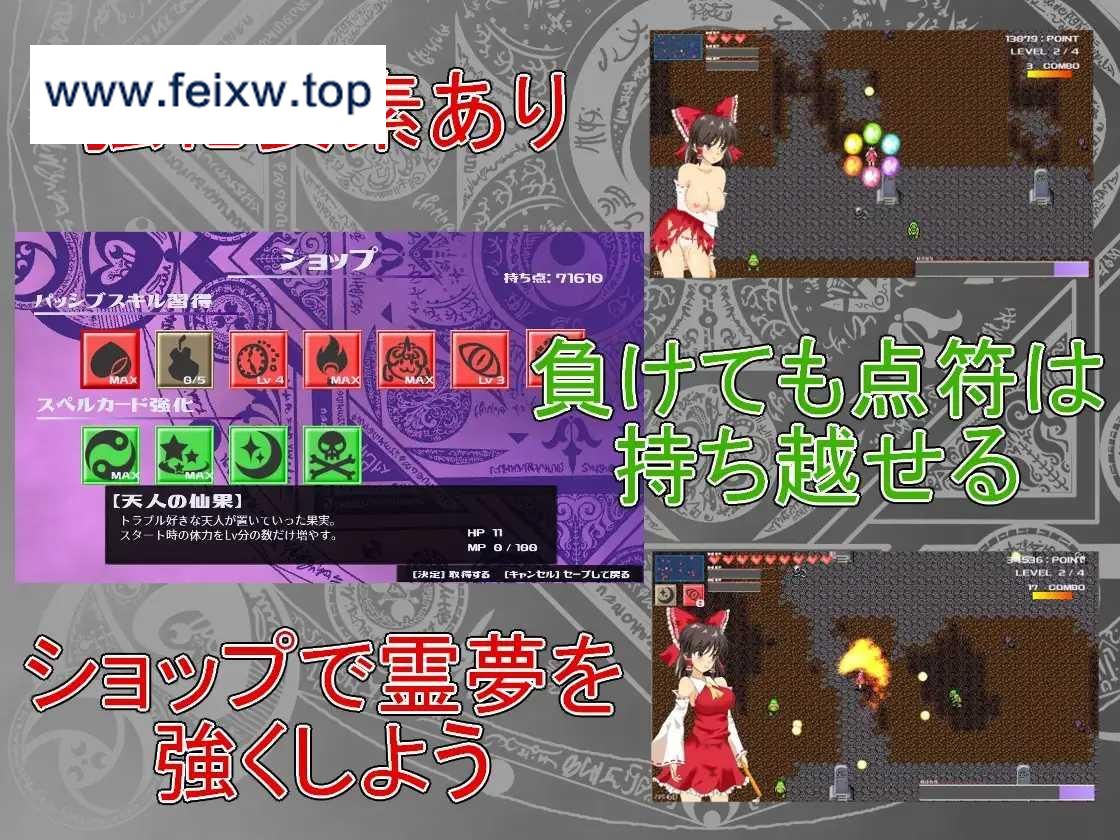 www.feixw.top
素あり
ショップ
持ち点: 71610
パッシブスキル習得
MAX
0/5
Lv 4
MAX
MAX
Lv 3
スペルカード強化
MAX
MAX
【天人の仙果】
トラブル好きな天人が置いていった果実。
スタート時の体力をLv分の数だけ増やす。
HP 11
MP 0 / 100
[決定] 取得する [キャンセル] セーブして戻る
13879 : POINT
LEVEL 2 / 4
3 COMBO
負けても点符は
持ち越せる
LEVEL 2 / 4
17 COMBO
ショップで霊夢を
強くしよう